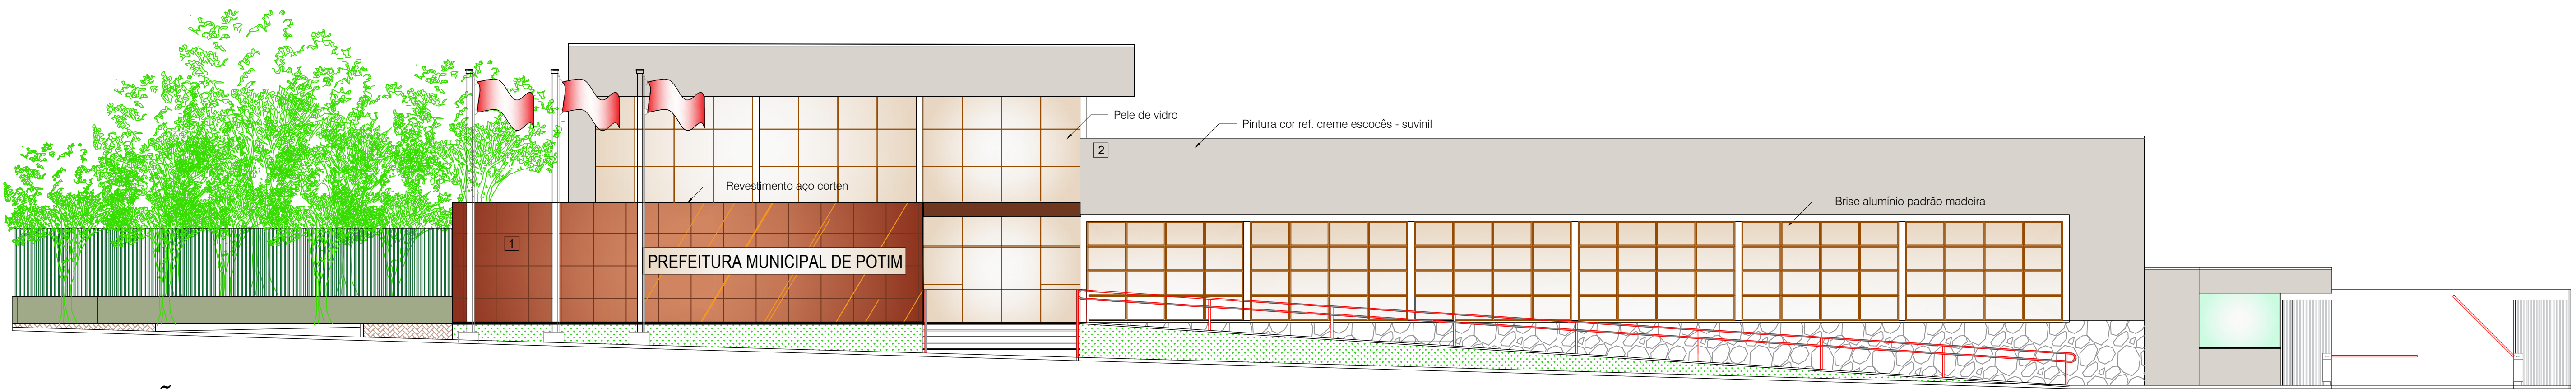 Pele de vidro
Pintura cor ref. creme escocês - suvinil
2
Revestimento aço corten
Brise alumínio padrão madeira
1
PREFEITURA MUNICIPAL DE POTIM